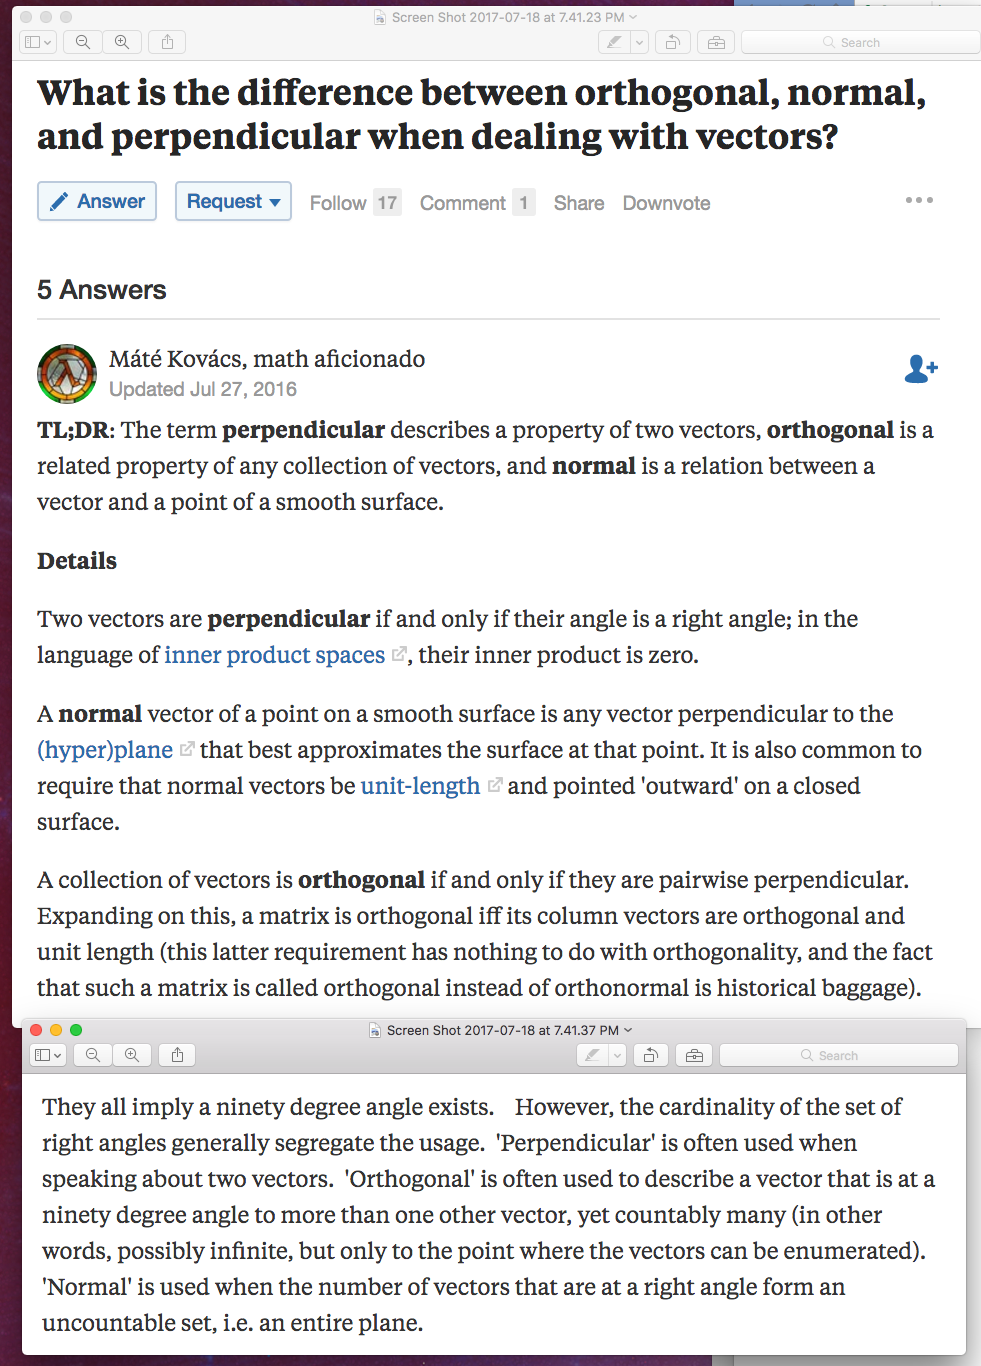 Screen Shot 2017-07-18 at 7.41.23 PM
Search
What is the difference between orthogonal, normal,
and perpendicular when dealing with vectors?
Answer Request Follow 17 Comment 1 Share Downvote
5 Answers
Máté Kovács, math aficionado
Updated Jul 27, 2016
TL;DR: The term perpendicular describes a property of two vectors, orthogonal is a
related property of any collection of vectors, and normal is a relation between a
vector and a point of a smooth surface.
Details
Two vectors are perpendicular if and only if their angle is a right angle; in the
language of inner product spaces, their inner product is zero.
A normal vector of a point on a smooth surface is any vector perpendicular to the
(hyper)plane that best approximates the surface at that point. It is also common to
require that normal vectors be unit-length and pointed 'outward' on a closed
surface.
A collection of vectors is orthogonal if and only if they are pairwise perpendicular.
Expanding on this, a matrix is orthogonal iff its column vectors are orthogonal and
unit length (this latter requirement has nothing to do with orthogonality, and the fact
that such a matrix is called orthogonal instead of orthonormal is historical baggage).
Screen Shot 2017-07-18 at 7.41.37 PM
Search
They all imply a ninety degree angle exists. However, the cardinality of the set of
right angles generally segregate the usage. 'Perpendicular' is often used when
speaking about two vectors. 'Orthogonal' is often used to describe a vector that is at a
ninety degree angle to more than one other vector, yet countably many (in other
words, possibly infinite, but only to the point where the vectors can be enumerated).
'Normal' is used when the number of vectors that are at a right angle form an
uncountable set, i.e. an entire plane.